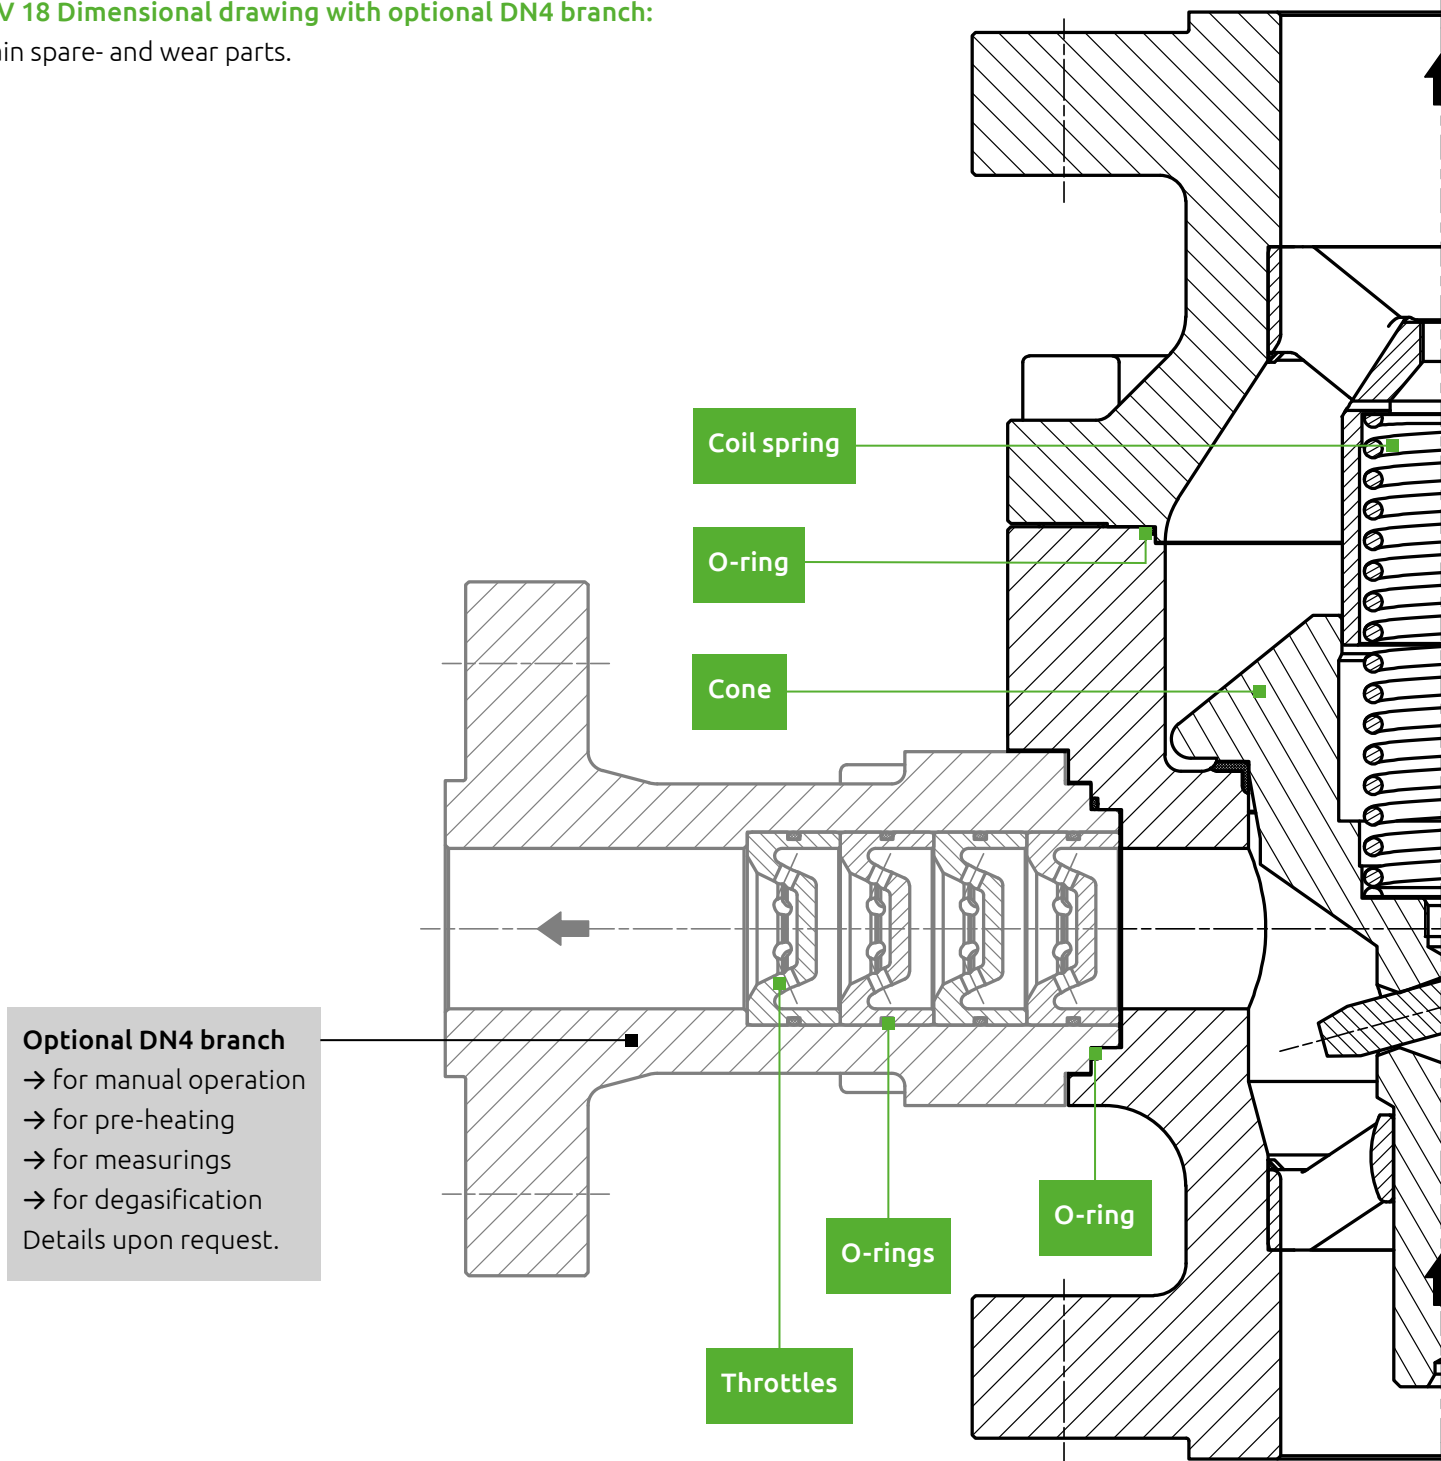 V 18 Dimensional drawing with optional DN4 branch:
in spare- and wear parts.
Coil spring
O-ring
Cone
Optional DN4 branch
→ for manual operation
→ for pre-heating
→ for measurings
→ for degasification
Details upon request.
O-ring
O-rings
Throttles